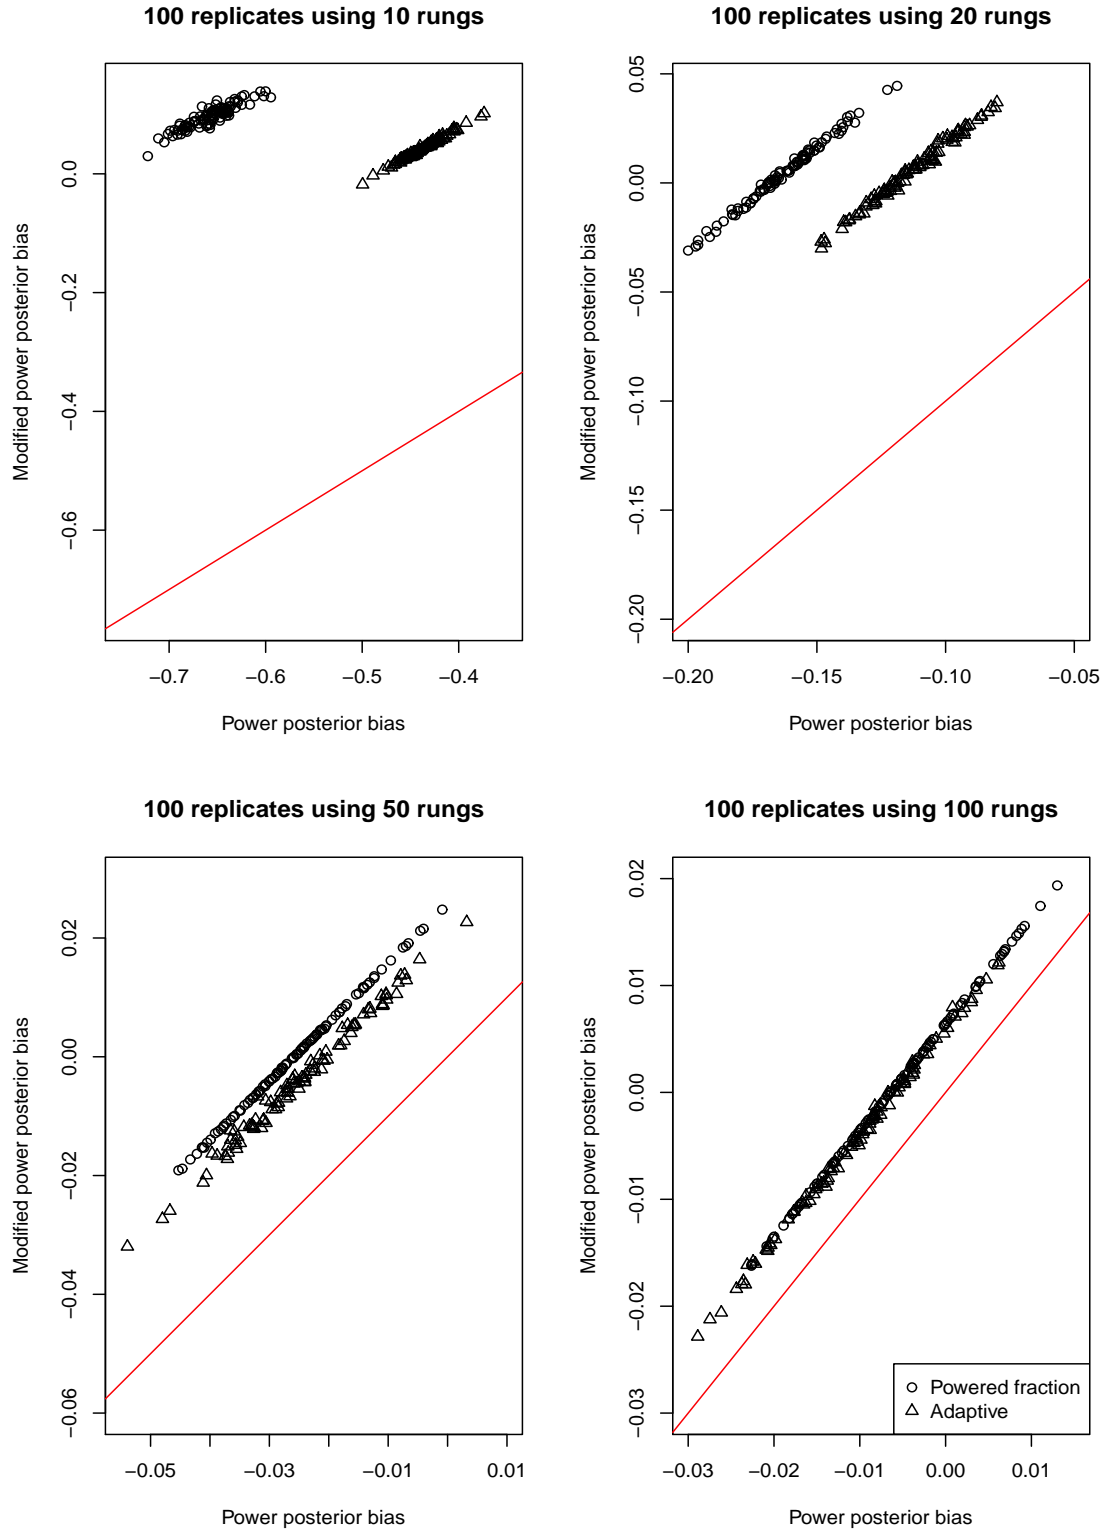 100 replicates using 10 rungs
0.0
−0.2
−0.4
−0.6
Modified power posterior bias
−0.7
−0.6
−0.5
−0.4
Power posterior bias
100 replicates using 20 rungs
0.05
0.00
−0.05
−0.10
−0.15
−0.20
Modified power posterior bias
−0.20
−0.15
−0.10
−0.05
Power posterior bias
100 replicates using 50 rungs
0.02
0.00
−0.02
−0.04
−0.06
Modified power posterior bias
−0.05
−0.03
−0.01
0.01
Power posterior bias
100 replicates using 100 rungs
0.02
0.01
0.00
−0.01
−0.02
−0.03
Modified power posterior bias
Powered fraction
Adaptive
−0.03
−0.02
−0.01
0.00
0.01
Power posterior bias